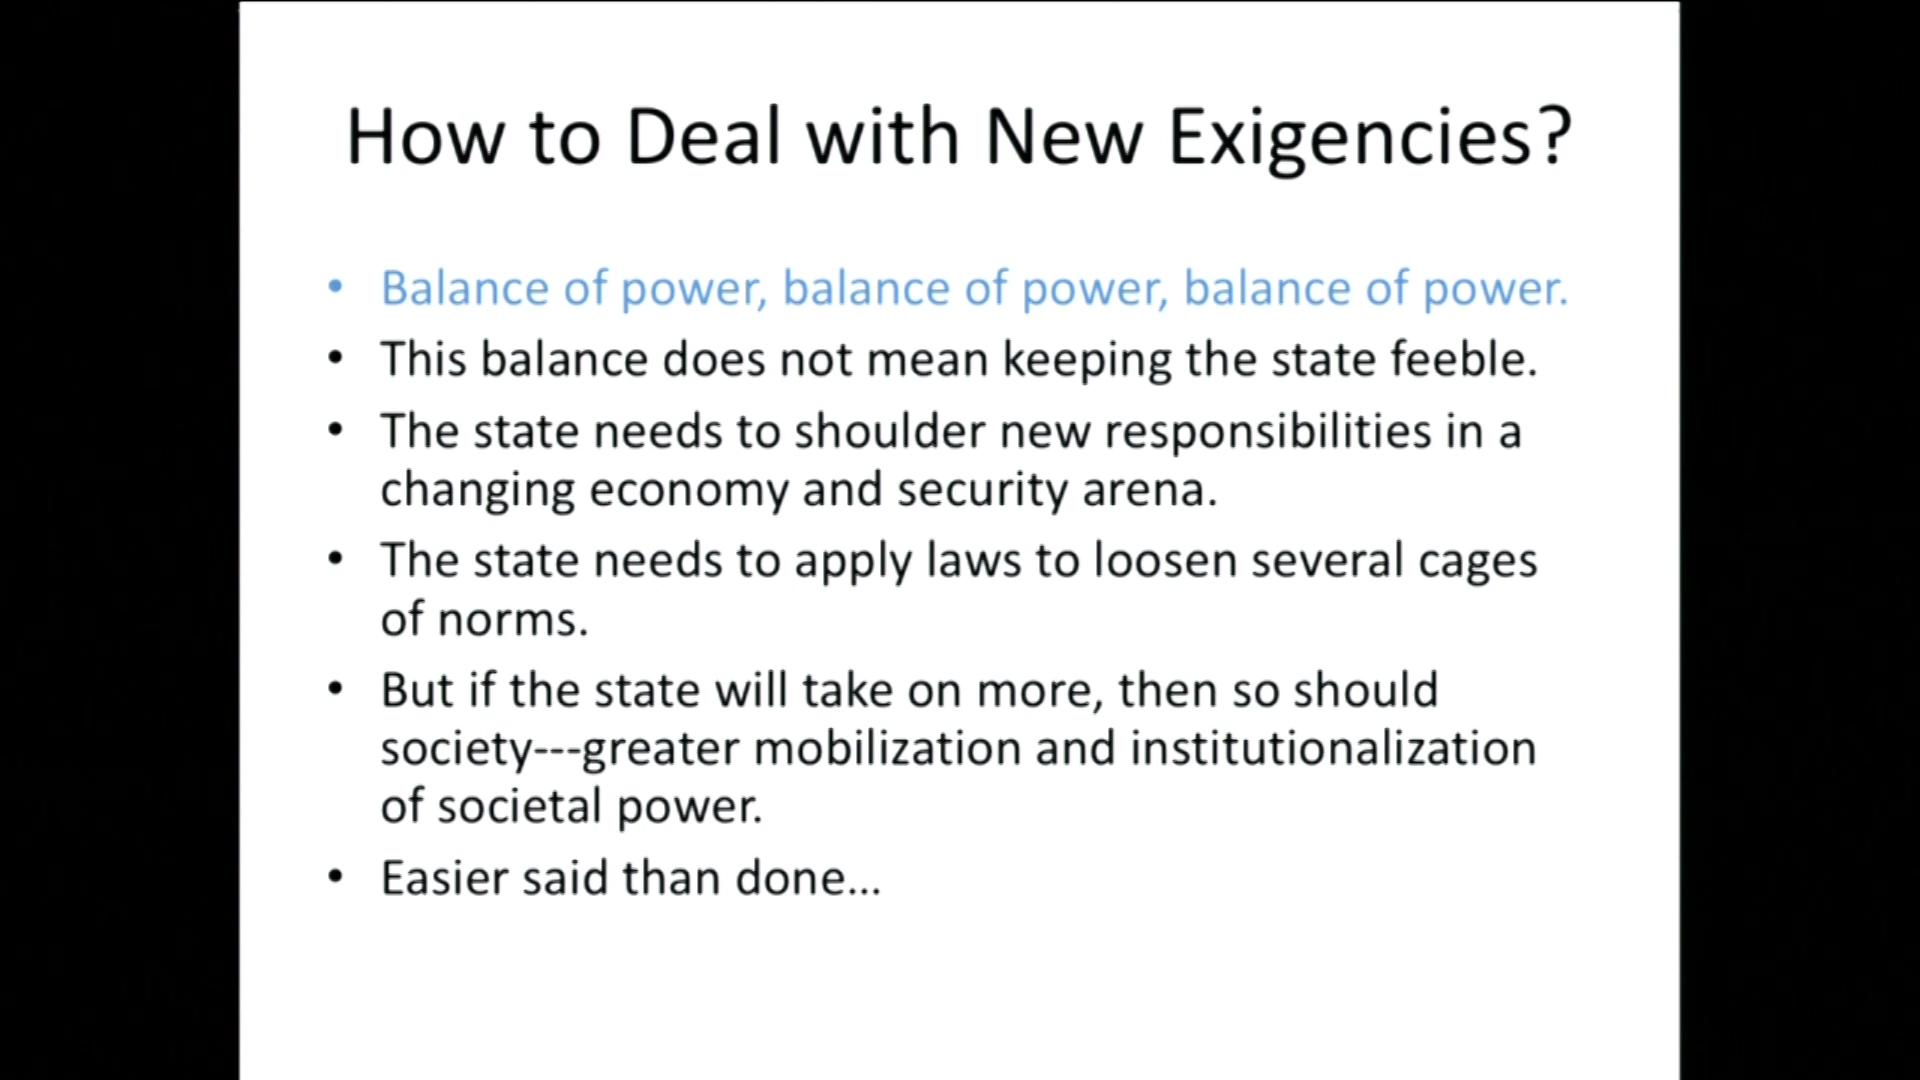 How to Deal with New Exigencies?
• Balance of power, balance of power, balance of power.
• This balance does not mean keeping the state feeble.
• The state needs to shoulder new responsibilities in a
changing economy and security arena.
• The state needs to apply laws to loosen several cages
of norms.
• But if the state will take on more, then so should
society---greater mobilization and institutionalization
of societal power.
• Easier said than done...